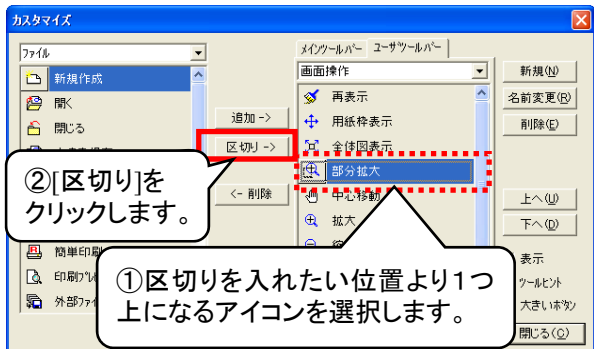 カスタマイズ
ファイル
新規作成
開く
閉じる
簡単印刷
印刷ﾌﾟﾚ
外部ファイ
追加 ->
区切り ->
<- 削除
メインツールバー
ユーザツールバー
画面操作
再表示
用紙枠表示
全体図表示
部分拡大
中心移動
拡大
新規(N)
名前変更(R)
削除(E)
上へ(U)
下へ(D)
表示
ツールヒント
大きいボタン
閉じる(C)
②[区切り]を
クリックします。
①区切りを入れたい位置より1つ
上になるアイコンを選択します。